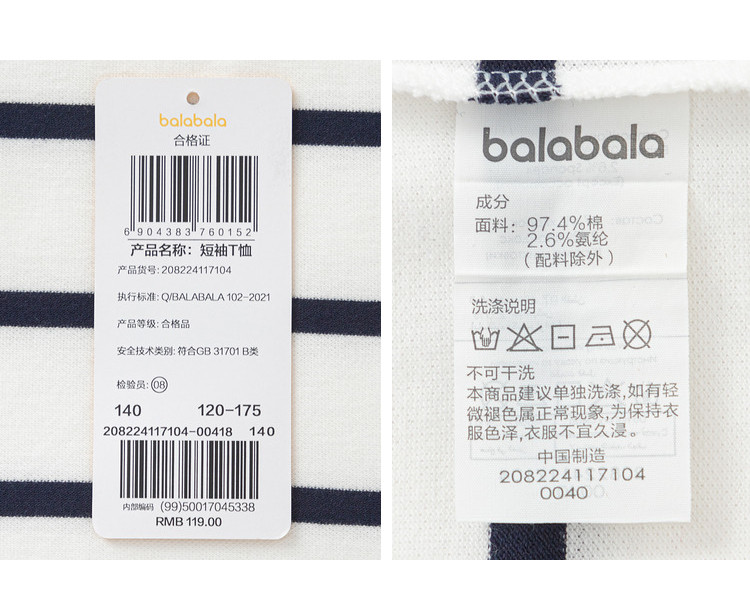 balabala
合格证
6 904383 760152
产品名称: 短袖T恤
产品货号: 208224117104
执行标准: Q/BALABALA 102-2021
产品等级: 合格品
安全技术类别: 符合GB 31701 B类
检验员: 08
140 120-175
208224117104-00418 140
内部编码 (99)50017045338
RMB 119.00
balabala
成分
面料: 97.4%棉
2.6%氨纶
(配料除外)
洗涤说明
不可干洗
本商品建议单独洗涤,如有轻
微褪色属正常现象,为保持衣
服色泽,衣服不宜久浸。
中国制造
208224117104
0040